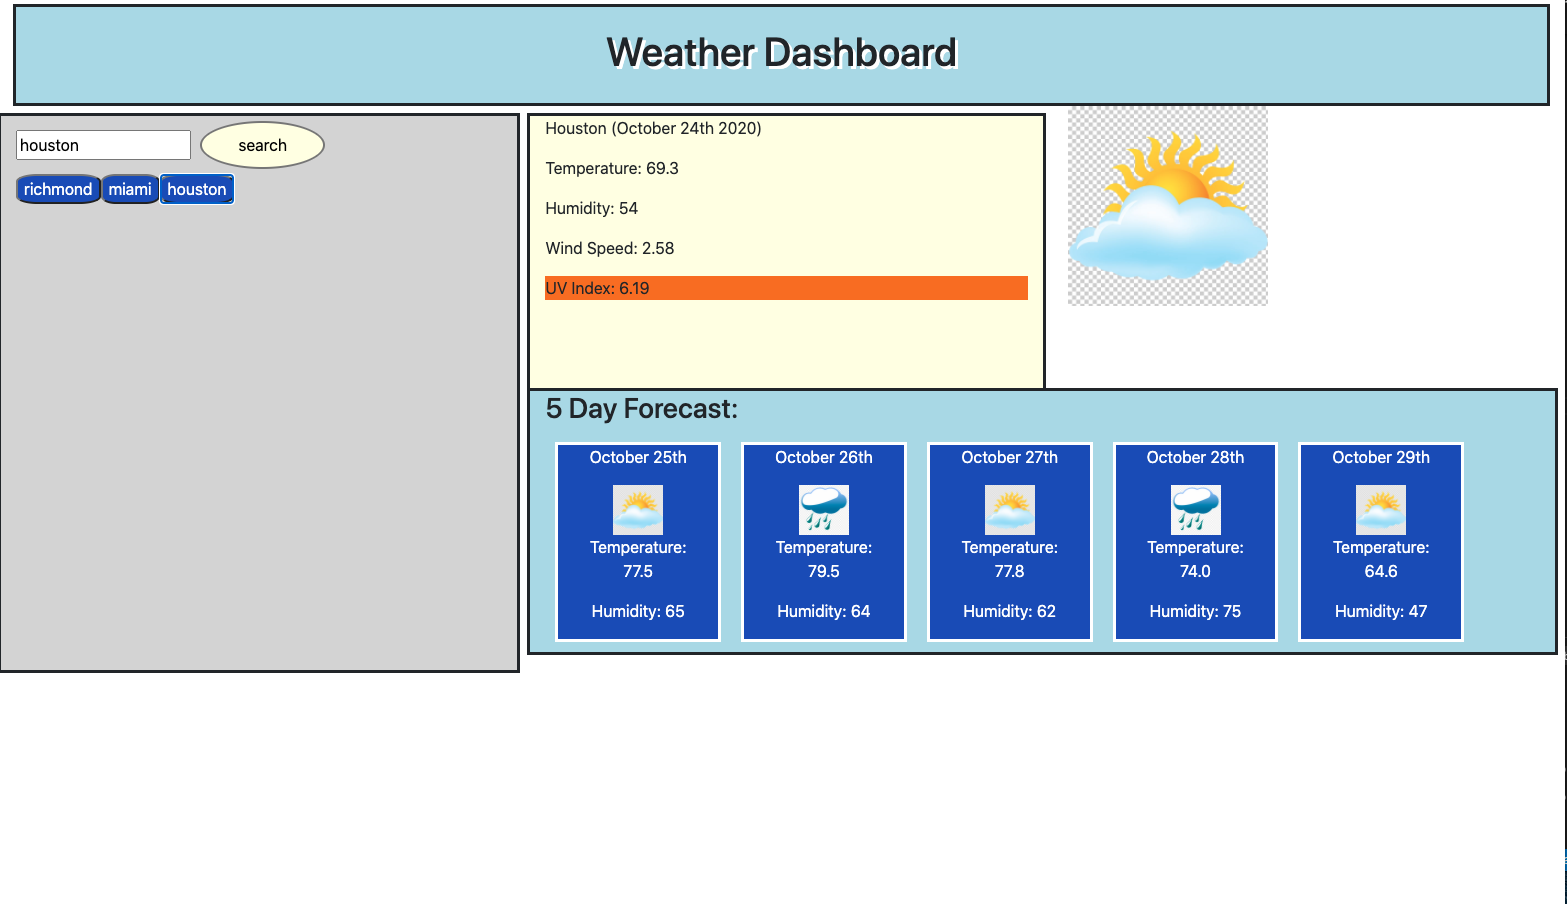 Weather Dashboard
houston
search
richmond
miami
houston
Houston (October 24th 2020)
Temperature: 69.3
Humidity: 54
Wind Speed: 2.58
UV Index: 6.19
5 Day Forecast:
October 25th
Temperature:
77.5
Humidity: 65
October 26th
Temperature:
79.5
Humidity: 64
October 27th
Temperature:
77.8
Humidity: 62
October 28th
Temperature:
74.0
Humidity: 75
October 29th
Temperature:
64.6
Humidity: 47